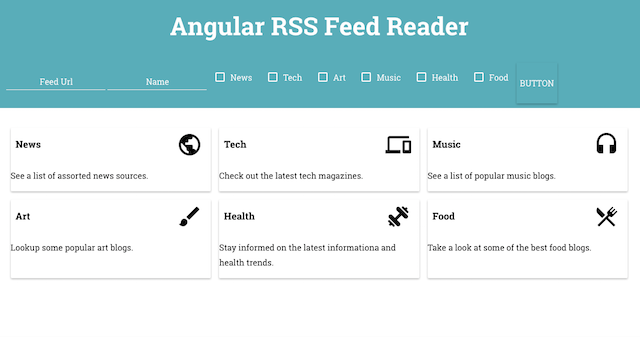 Angular RSS Feed Reader
Feed Url
Name
News
Tech
Art
Music
Health
Food
BUTTON
News
See a list of assorted news sources.
Tech
Check out the latest tech magazines.
Music
See a list of popular music blogs.
Art
Lookup some popular art blogs.
Health
Stay informed on the latest informationa and
health trends.
Food
Take a look at some of the best food blogs.